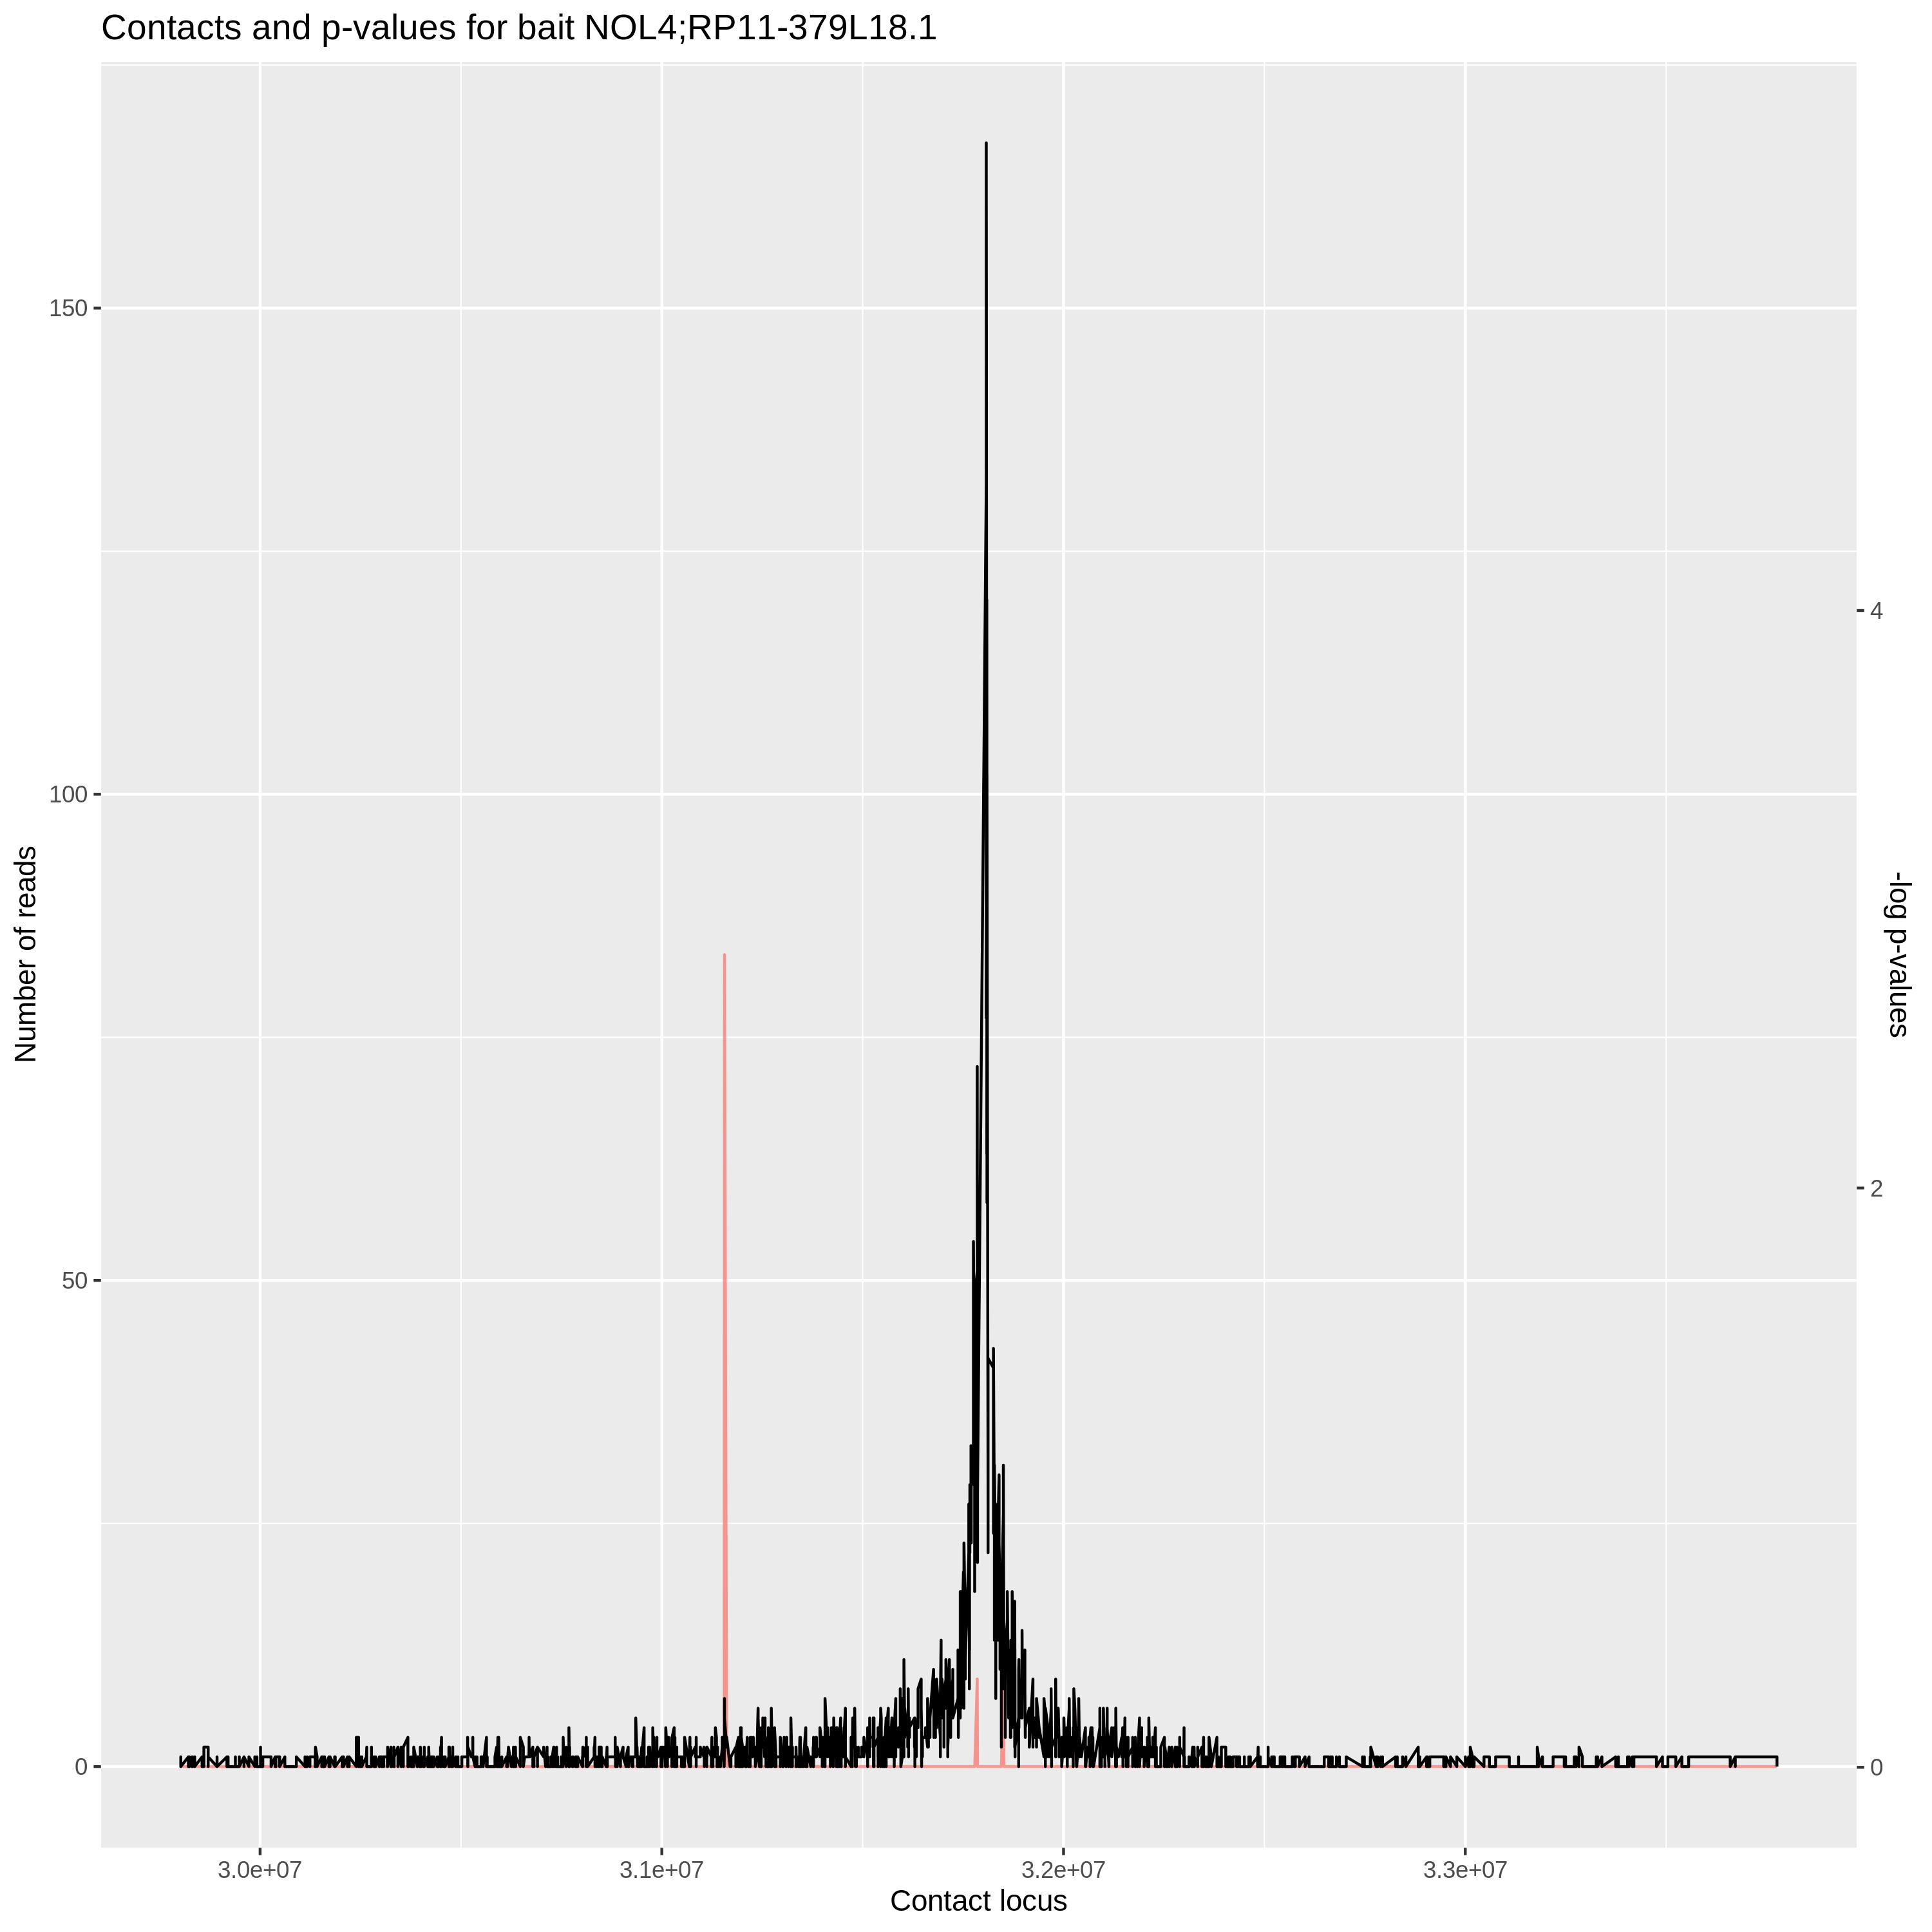 Contacts and p-values for bait NOL4;RP11-379L18.1
Number of reads
150
100
50
0
4
2
0
-log p-values
3.0e+07
3.1e+07
3.2e+07
3.3e+07
Contact locus